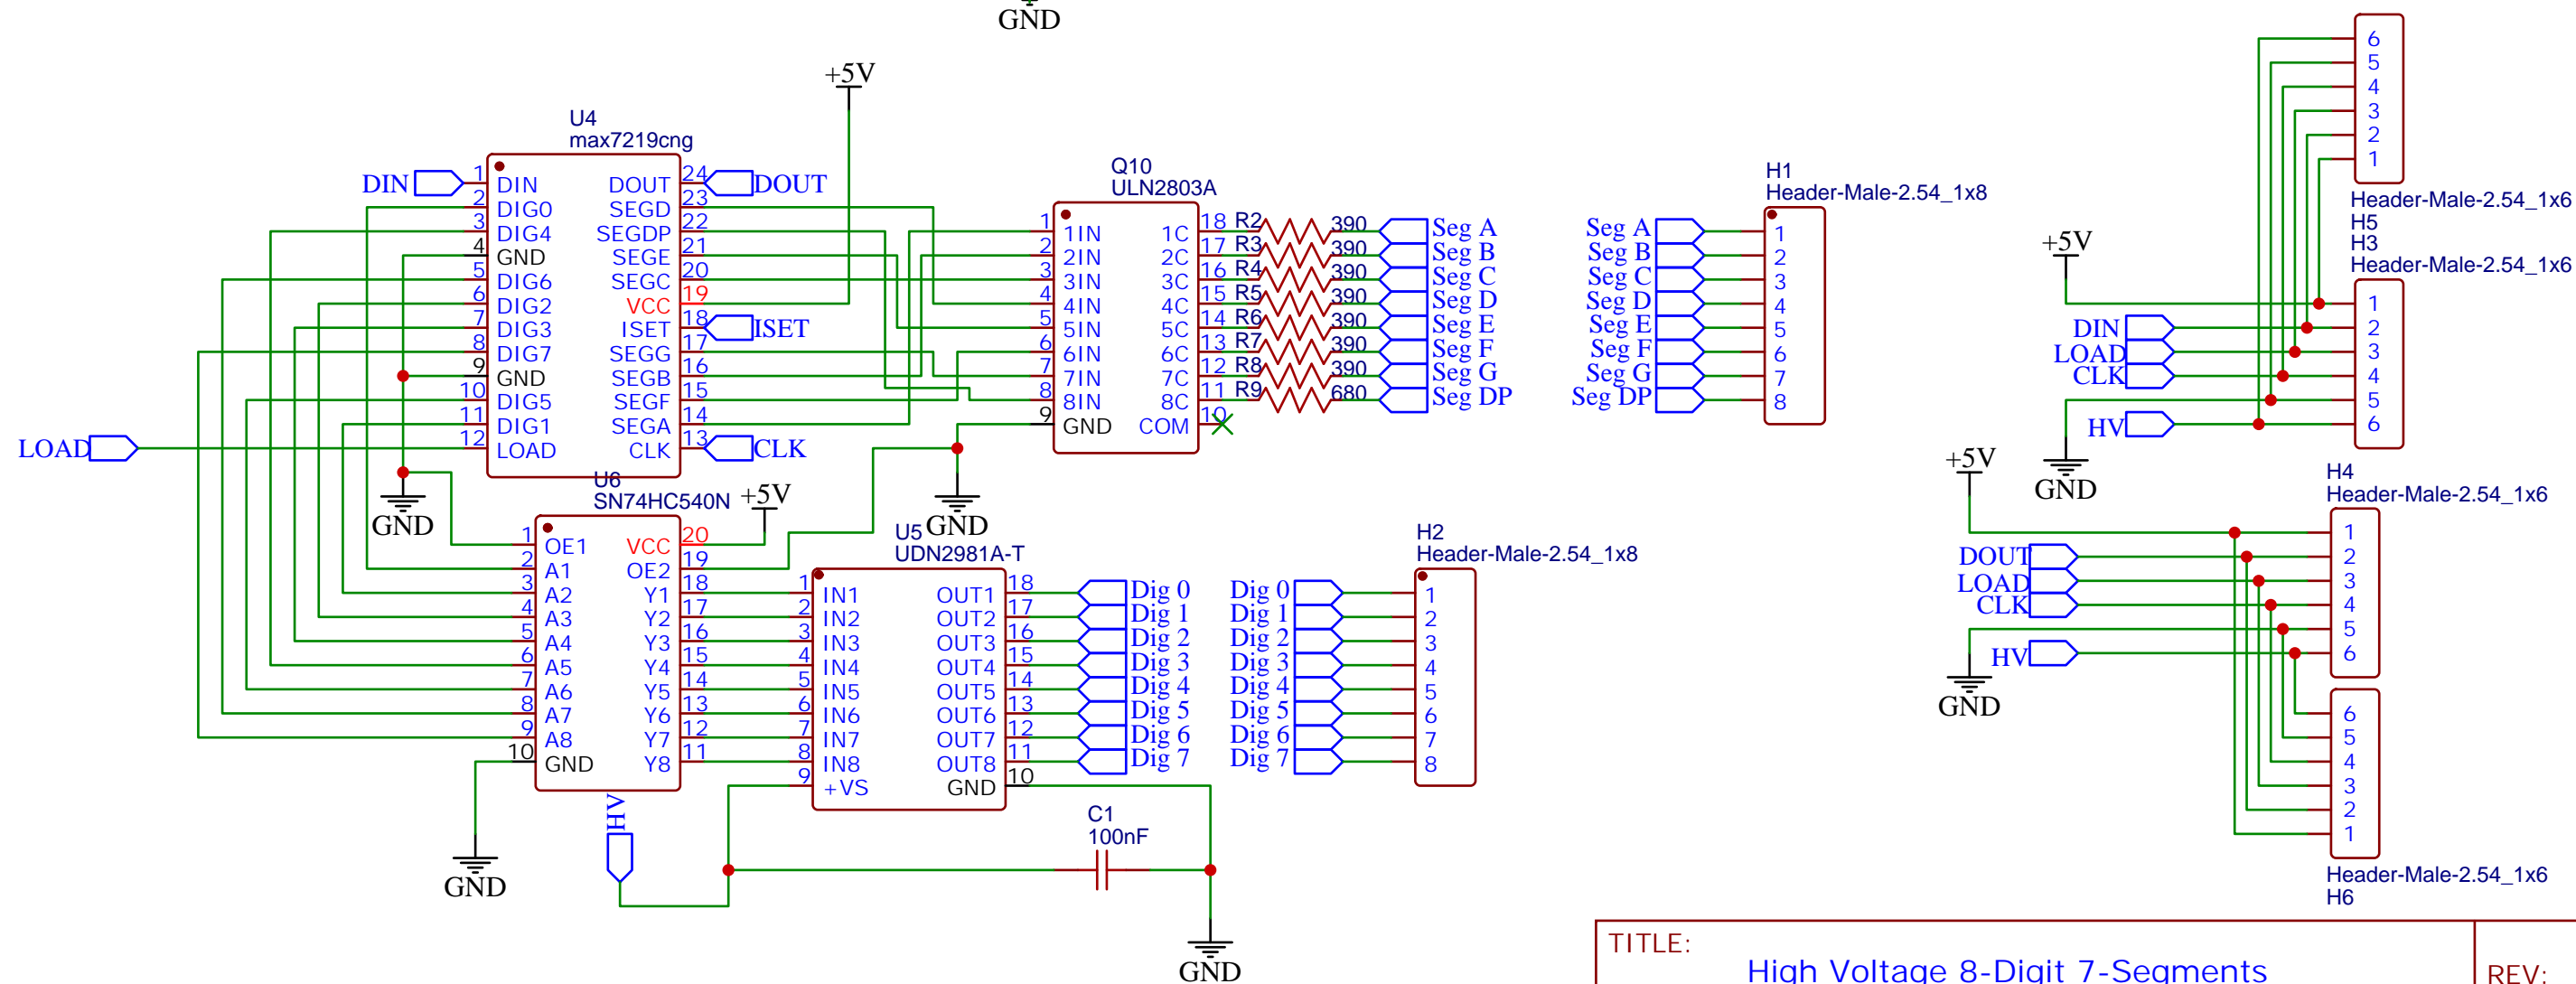 GND
+5V
U4
max7219cng
DIN
1 DIN
2 DIG0
3 DIG4
4 GND
5 DIG6
6 DIG2
7 DIG3
8 DIG7
9 GND
10 DIG5
11 DIG1
12 LOAD
LOAD
DOUT 24 DOUT
SEGD 23
SEGDP 22
SEGE 21
SEGC 20
VCC 19
ISET 18 ISET
SEGG 17
SEGB 16
SEGF 15
SEGA 14
CLK 13 CLK
GND
Q10
ULN2803A
1 1IN
2 2IN
3 3IN
4 4IN
5 5IN
6 6IN
7 7IN
8 8IN
9 GND
1C 18 R2 390 Seg A
2C 17 R3 390 Seg B
3C 16 R4 390 Seg C
4C 15 R5 390 Seg D
5C 14 R6 390 Seg E
6C 13 R7 390 Seg F
7C 12 R8 390 Seg G
8C 11 R9 680 Seg DP
COM 10
GND
H1
Header-Male-2.54_1x8
Seg A 1
Seg B 2
Seg C 3
Seg D 4
Seg E 5
Seg F 6
Seg G 7
Seg DP 8
6
5
4
3
2
1
Header-Male-2.54_1x6
H5
H3
Header-Male-2.54_1x6
+5V
1
DIN 2
LOAD 3
CLK 4
5
HV 6
GND
U6
SN74HC540N
+5V
1 OE1
2 A1
3 A2
4 A3
5 A4
6 A5
7 A6
8 A7
9 A8
10 GND
VCC 20
OE2 19
Y1 18
Y2 17
Y3 16
Y4 15
Y5 14
Y6 13
Y7 12
Y8 11
GND
HV
U5
UDN2981A-T
1 IN1
2 IN2
3 IN3
4 IN4
5 IN5
6 IN6
7 IN7
8 IN8
9 +VS
OUT1 18 Dig 0
OUT2 17 Dig 1
OUT3 16 Dig 2
OUT4 15 Dig 3
OUT5 14 Dig 4
OUT6 13 Dig 5
OUT7 12 Dig 6
OUT8 11 Dig 7
GND 10
C1
100nF
GND
H2
Header-Male-2.54_1x8
Dig 0 1
Dig 1 2
Dig 2 3
Dig 3 4
Dig 4 5
Dig 5 6
Dig 6 7
Dig 7 8
H4
Header-Male-2.54_1x6
+5V
1
DOUT 2
LOAD 3
CLK 4
5
HV 6
GND
6
5
4
3
2
1
Header-Male-2.54_1x6
H6
TITLE:
High Voltage 8-Digit 7-Segments
REV: